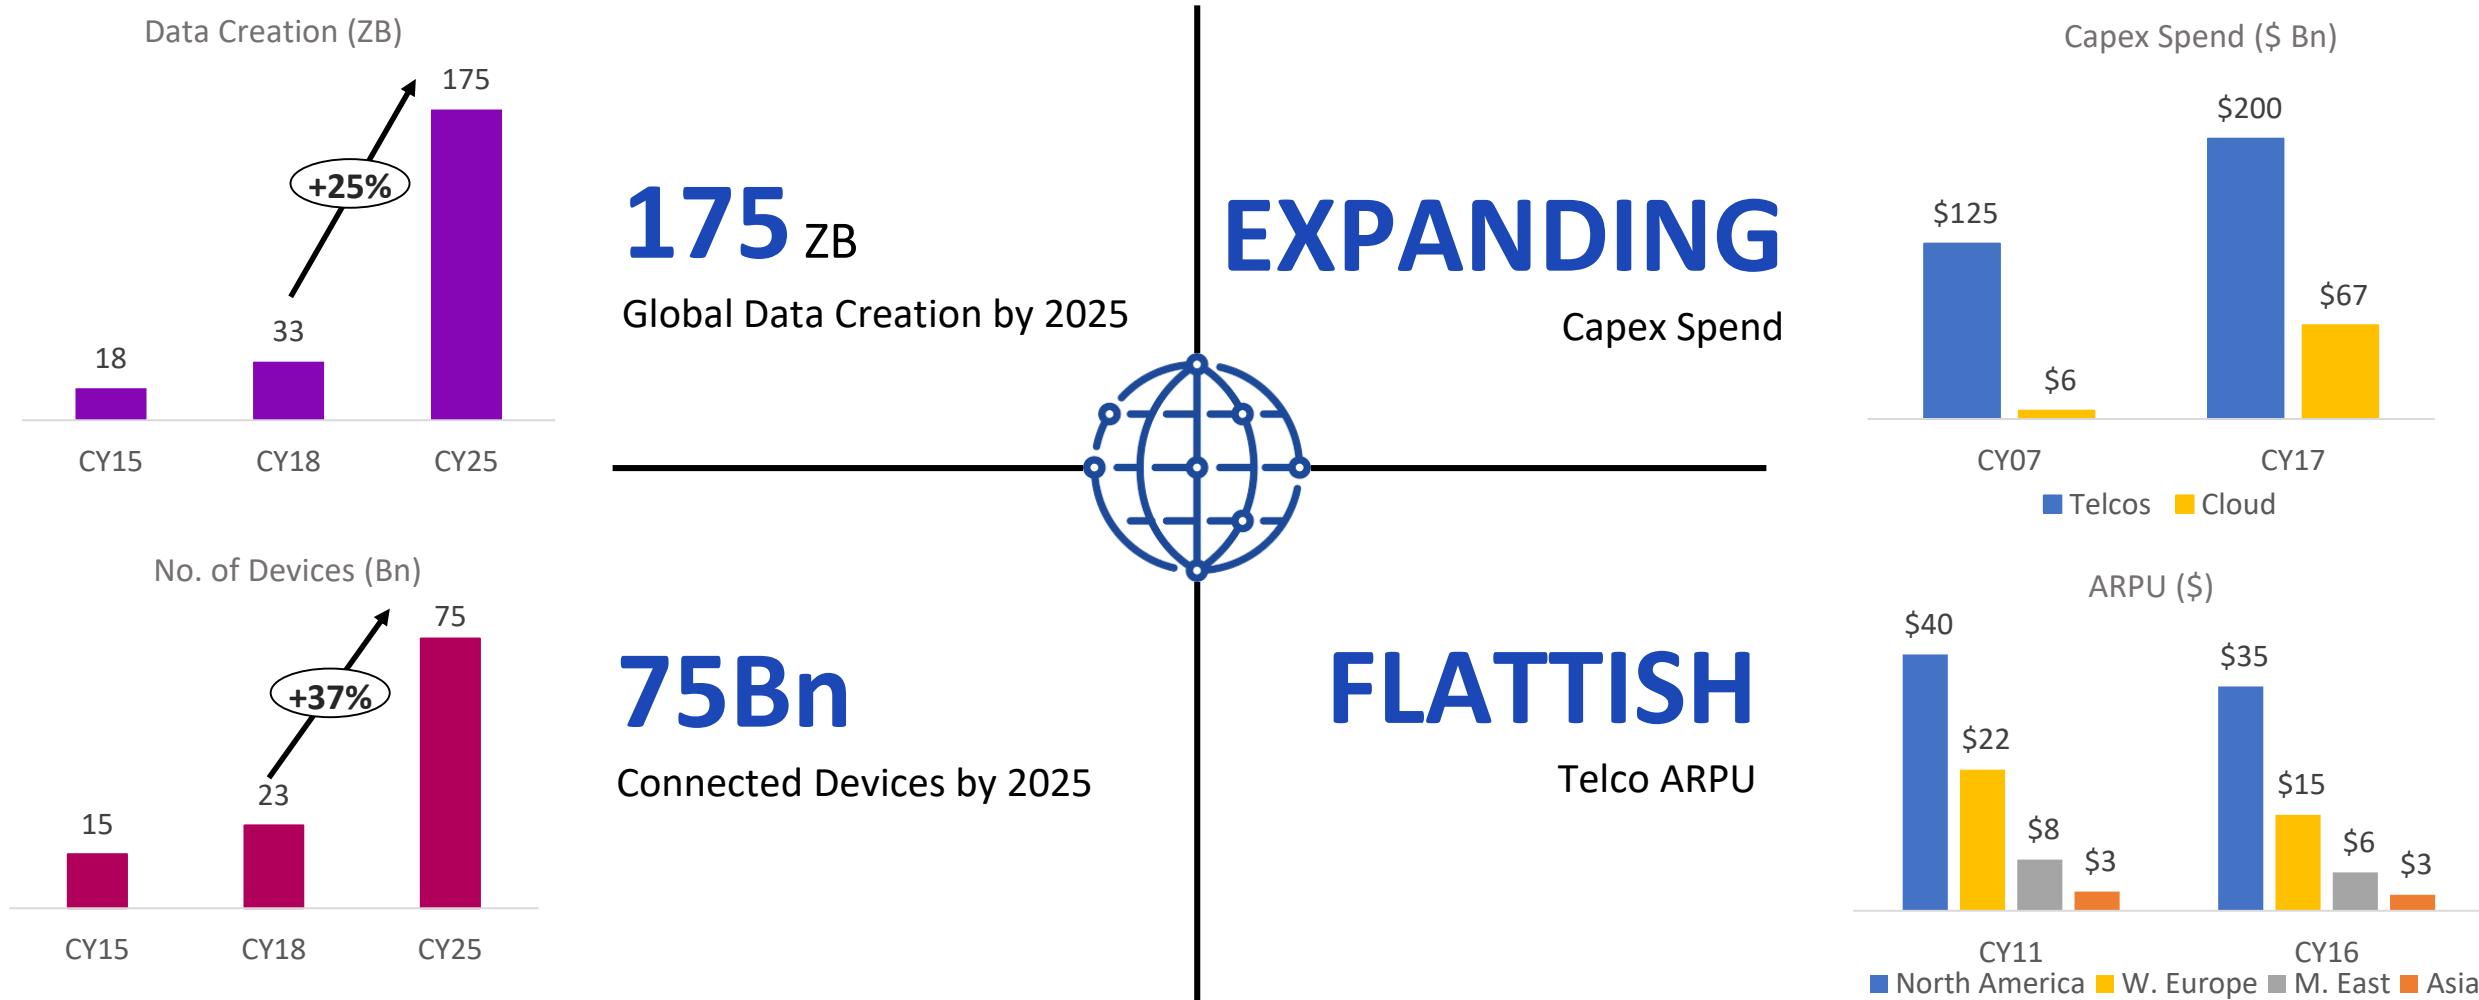 Data Creation (ZB)
175
+25%
33
18
CY15 CY18 CY25
175 ZB
Global Data Creation by 2025
EXPANDING
Capex Spend
Capex Spend ($ Bn)
$200
$125
$67
$6
CY07 CY17
Telcos Cloud
No. of Devices (Bn)
75
+37%
23
15
CY15 CY18 CY25
75Bn
Connected Devices by 2025
FLATTISH
Telco ARPU
ARPU ($)
$40
$35
$22
$15
$8
$6
$3
$3
CY11 CY16
North America W. Europe M. East Asia